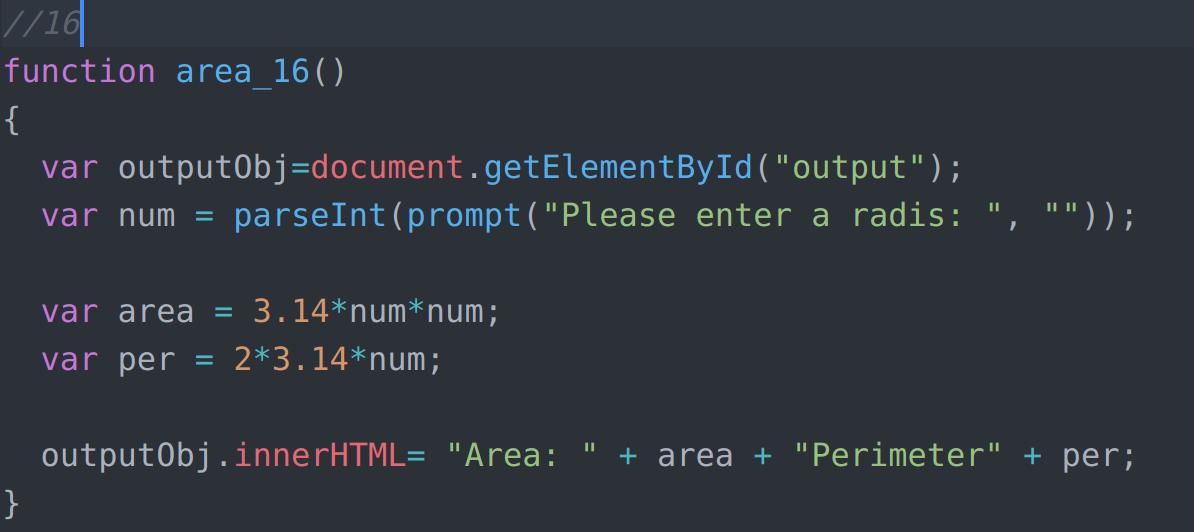 //16
function area_16()
{
  var outputObj=document.getElementById("output");
  var num = parseInt(prompt("Please enter a radis: ", ""));
  var area = 3.14*num*num;
  var per = 2*3.14*num;
  outputObj.innerHTML= "Area: " + area + "Perimeter" + per;
}